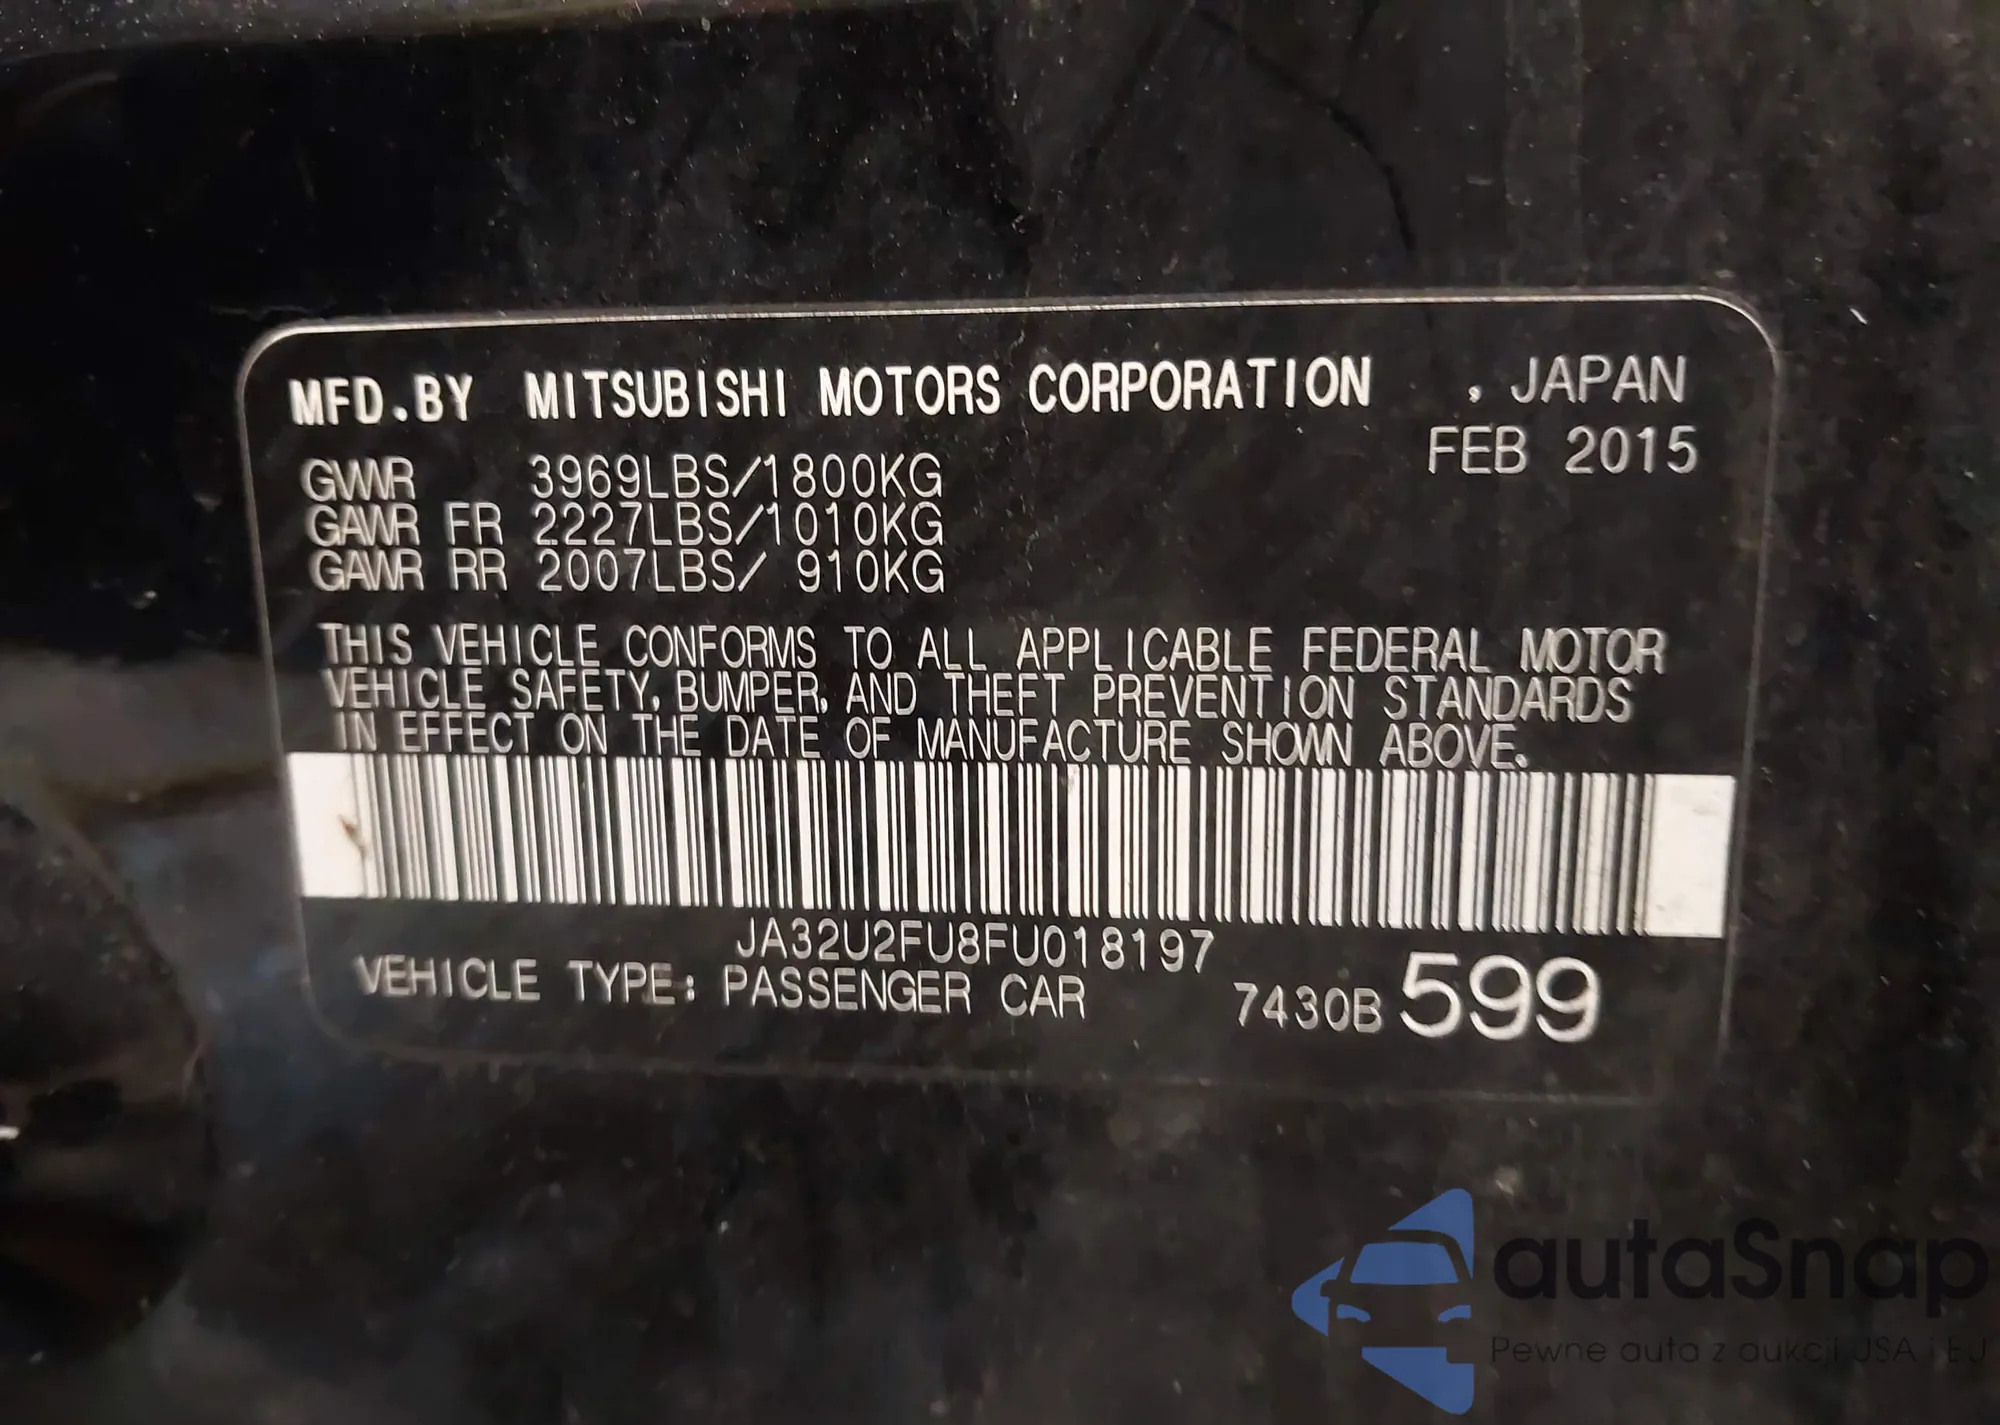 MFD.BY MITSUBISHI MOTORS CORPORATION , JAPAN
FEB 2015
GVWR 3969LBS/1800KG
GAWR FR 2227LBS/1010KG
GAWR RR 2007LBS/ 910KG
THIS VEHICLE CONFORMS TO ALL APPLICABLE FEDERAL MOTOR
VEHICLE SAFETY, BUMPER, AND THEFT PREVENTION STANDARDS
IN EFFECT ON THE DATE OF MANUFACTURE SHOWN ABOVE.
JA32U2FU8FU018197
VEHICLE TYPE: PASSENGER CAR 7430B 599
autaSnap
Pewne auta z aukcji USA i EU